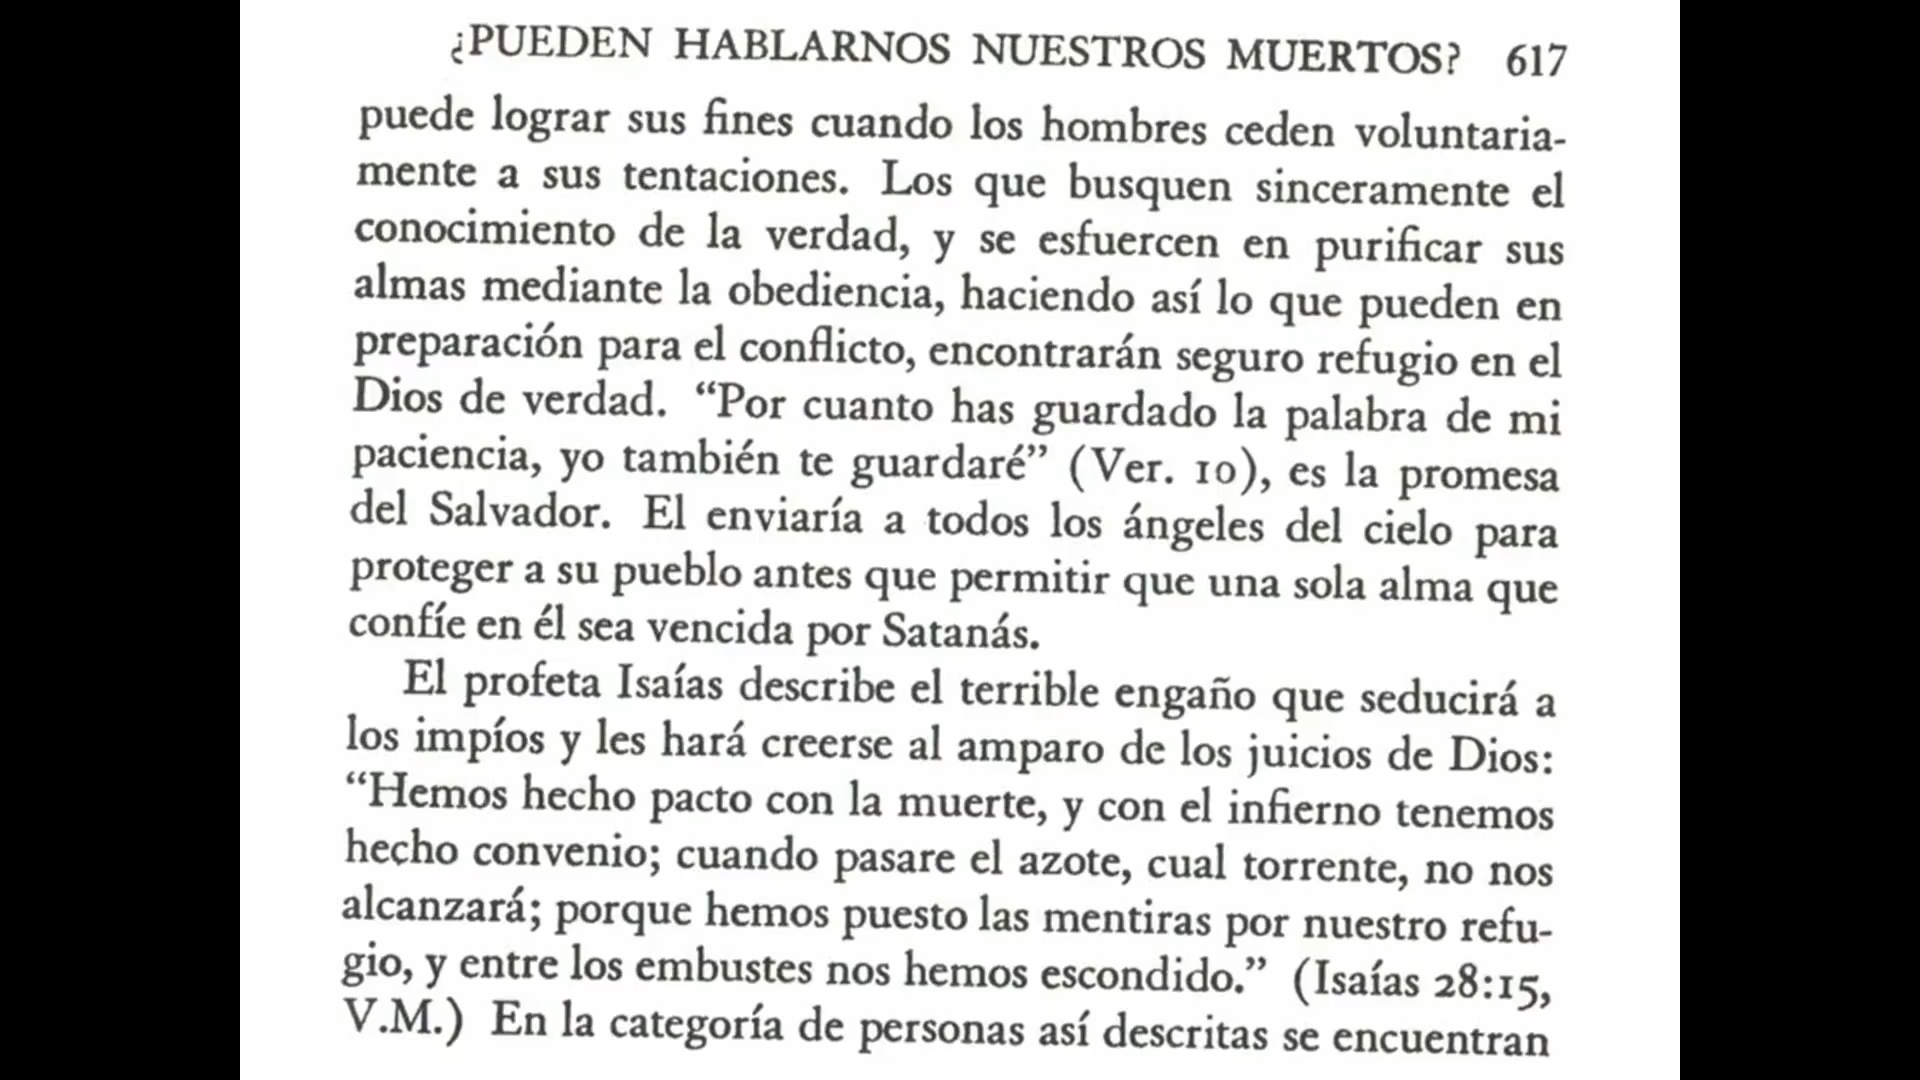 ¿PUEDEN HABLARNOS NUESTROS MUERTOS? 617
puede lograr sus fines cuando los hombres ceden voluntaria-
mente a sus tentaciones. Los que busquen sinceramente el
conocimiento de la verdad, y se esfuercen en purificar sus
almas mediante la obediencia, haciendo así lo que pueden en
preparación para el conflicto, encontrarán seguro refugio en el
Dios de verdad. “Por cuanto has guardado la palabra de mi
paciencia, yo también te guardaré” (Ver. 10), es la promesa
del Salvador. El enviaría a todos los ángeles del cielo para
proteger a su pueblo antes que permitir que una sola alma que
confíe en él sea vencida por Satanás.
El profeta Isaías describe el terrible engaño que seducirá a
los impíos y les hará creerse al amparo de los juicios de Dios:
“Hemos hecho pacto con la muerte, y con el infierno tenemos
hecho convenio; cuando pasare el azote, cual torrente, no nos
alcanzará; porque hemos puesto las mentiras por nuestro refu-
gio, y entre los embustes nos hemos escondido.” (Isaías 28:15,
V.M.) En la categoría de personas así descritas se encuentran